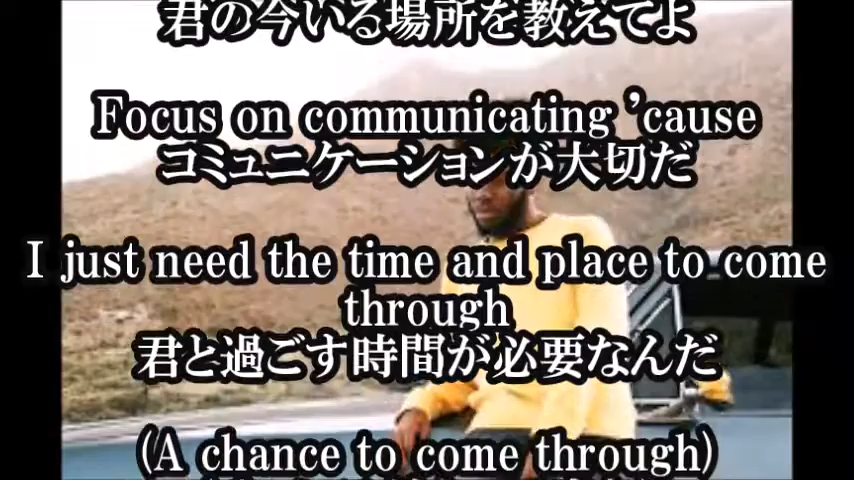 君の今いる場所を教えてよ
Focus on communicating ’cause
コミュニケーションが大切だ
I just need the time and place to come
through
君と過ごす時間が必要なんだ
(A chance to come through)